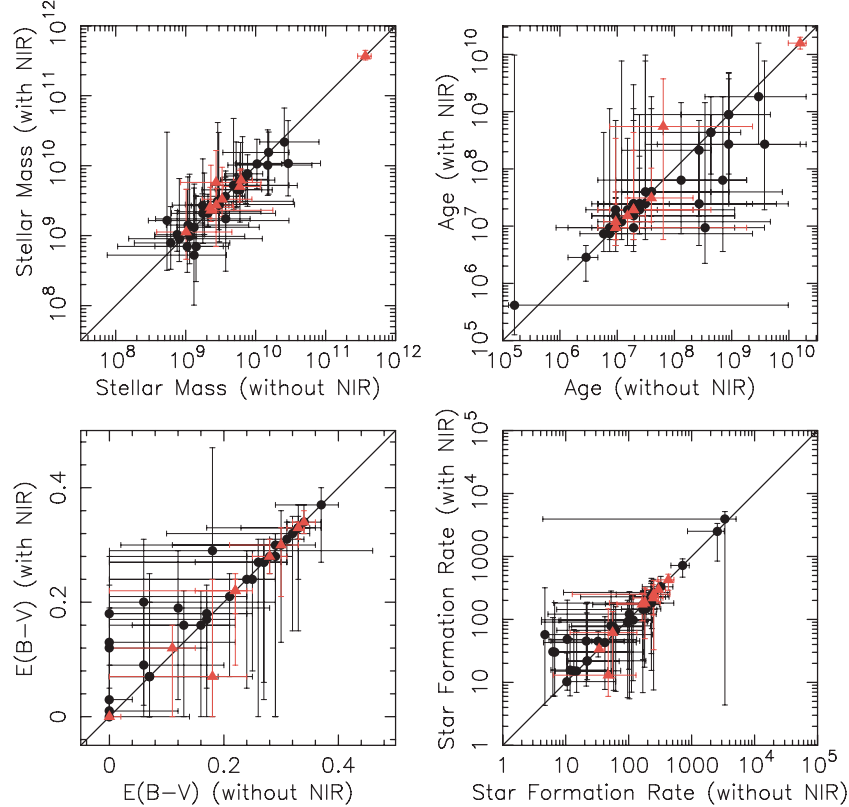 Stellar Mass (with NIR)
10^8 10^9 10^10 10^11 10^12
10^8 10^9 10^10 10^11 10^12
Stellar Mass (without NIR)
Age (with NIR)
10^5 10^6 10^7 10^8 10^9 10^10
10^5 10^6 10^7 10^8 10^9 10^10
Age (without NIR)
E(B−V) (with NIR)
0 0.2 0.4
0 0.2 0.4
E(B−V) (without NIR)
Star Formation Rate (with NIR)
1 10 100 1000 10^4 10^5
1 10 100 1000 10^4 10^5
Star Formation Rate (without NIR)